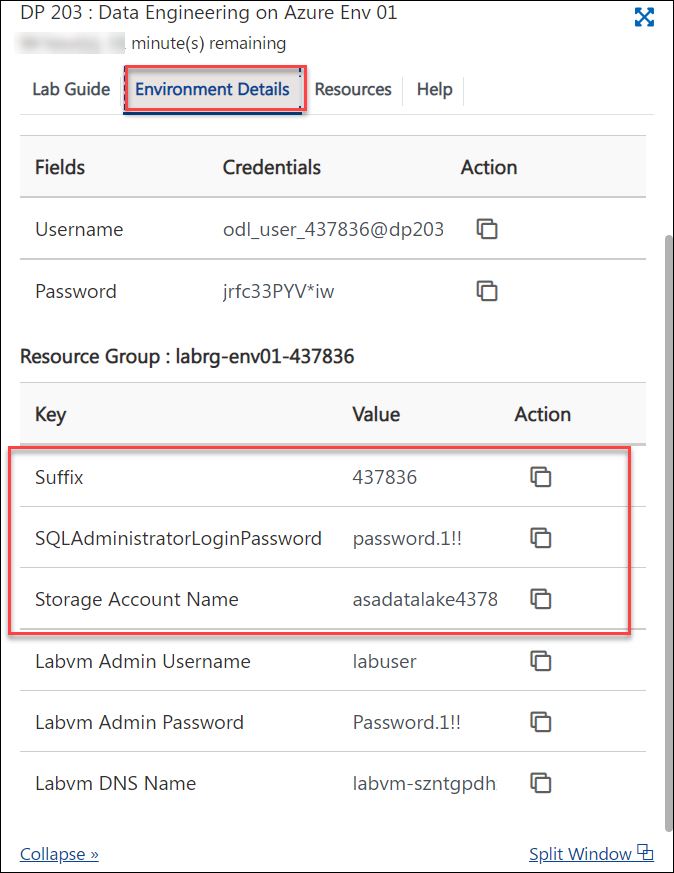 DP 203 : Data Engineering on Azure Env 01
minute(s) remaining
Lab Guide Environment Details Resources Help
Fields Credentials Action
Username odl_user_437836@dp203
Password jrfc33PYV*iw
Resource Group : labrg-env01-437836
Key Value Action
Suffix 437836
SQLAdministratorLoginPassword password.1!!
Storage Account Name asadatalake4378
Labvm Admin Username labuser
Labvm Admin Password Password.1!!
Labvm DNS Name labvm-szntgpdh
Collapse » Split Window